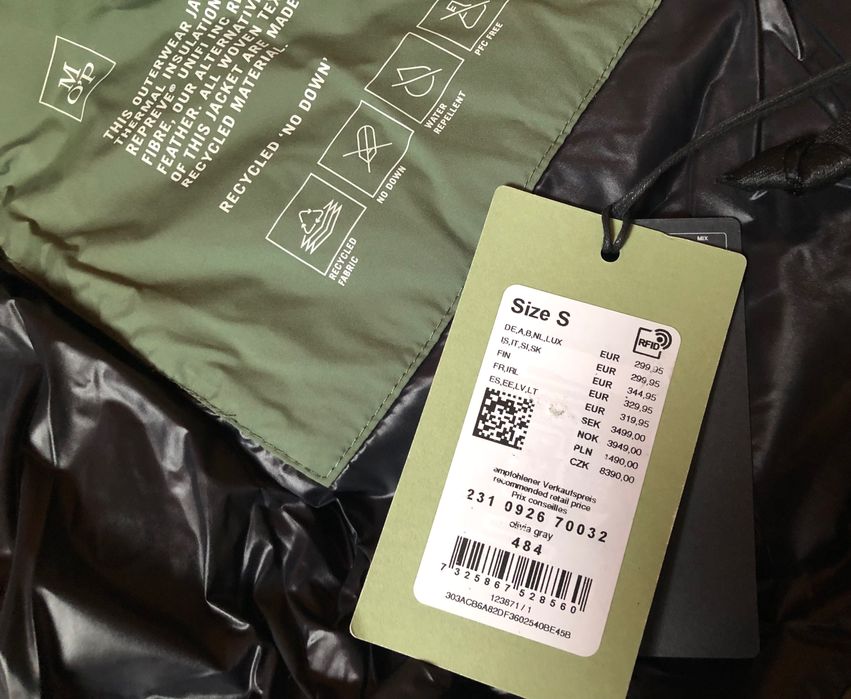 M
O'P
THIS OUTERWEAR JA
THERMAL INSULATION
REPREVE® UNIFI INC R
FIBRE, OUR ALTERNATIV
FEATHER. ALL WOVEN TEX
OF THIS JACKET ARE MADE
RECYCLED MATERIAL.
RECYCLED 'NO DOWN'
PFC FREE
WATER
REPELLENT
NO DOWN
RECYCLED
FABRIC
MIX
Size S
RFID
DE,A,B,NL,LUX EUR 299,95
IS,IT,SI,SK EUR 299,95
FIN EUR 344,95
FR,IRL EUR 329,95
ES,EE,LV,LT EUR 319,95
SEK 3499,00
NOK 3949,00
PLN 1490,00
CZK 8390,00
empfohlener Verkaufspreis
recommended retail price
Prix conseilles
231 0926 70032
olivia gray
484
7 325867 528560
123871 / 1
303ACB6A82DF3602540BE45B